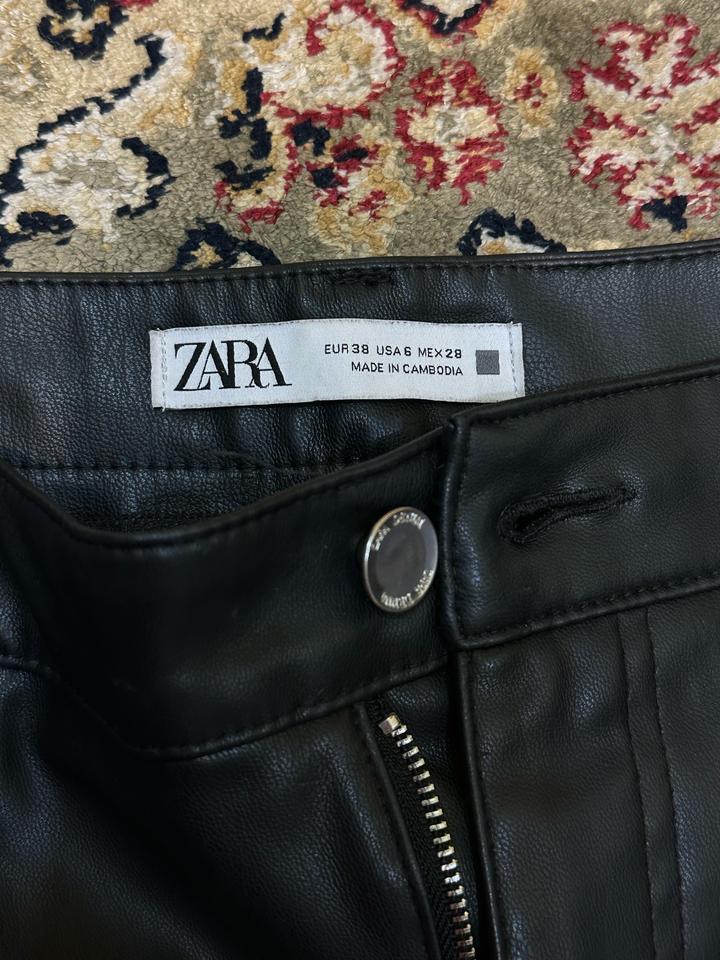 ZARA
EUR 38 USA 6 MEX 28
MADE IN CAMBODIA